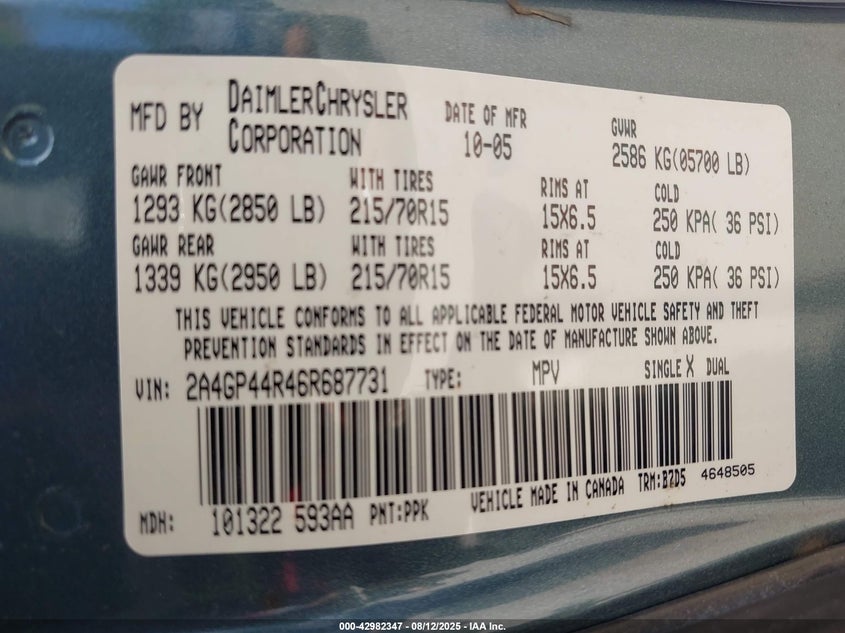 MFD BY DAIMLERCHRYSLER CORPORATION DATE OF MFR 10-05 GVWR 2586 KG(05700 LB)
GAWR FRONT WITH TIRES RIMS AT COLD
1293 KG(2850 LB) 215/70R15 15X6.5 250 KPA( 36 PSI)
GAWR REAR WITH TIRES RIMS AT COLD
1339 KG(2950 LB) 215/70R15 15X6.5 250 KPA( 36 PSI)
THIS VEHICLE CONFORMS TO ALL APPLICABLE FEDERAL MOTOR VEHICLE SAFETY AND THEFT
PREVENTION STANDARDS IN EFFECT ON THE DATE OF MANUFACTURE SHOWN ABOVE.
VIN: 2A4GP44R46R687731 TYPE: MPV SINGLE X DUAL
MDH: 101322 593AA PNT:PPK VEHICLE MADE IN CANADA TRM:B7D5 4648505
000-42982347 - 08/12/2025 - IAA Inc.